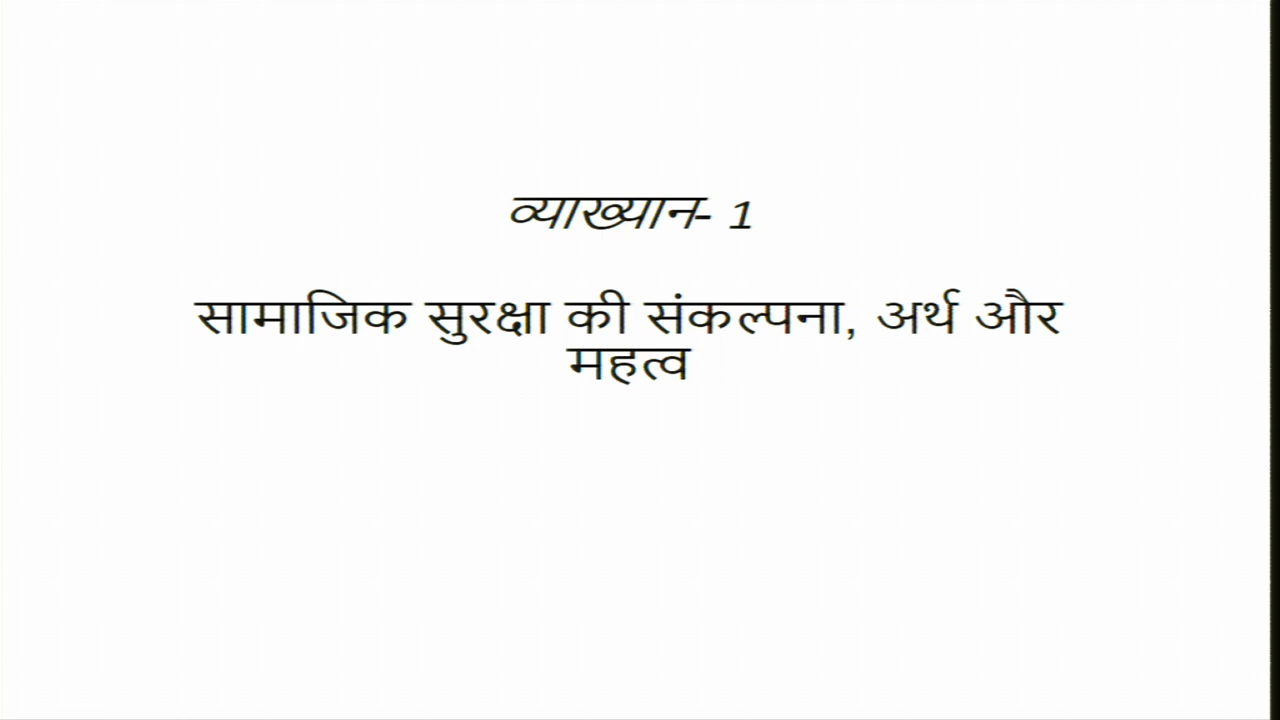 व्याख्यान- 1
सामाजिक सुरक्षा की संकल्पना, अर्थ और
महत्व